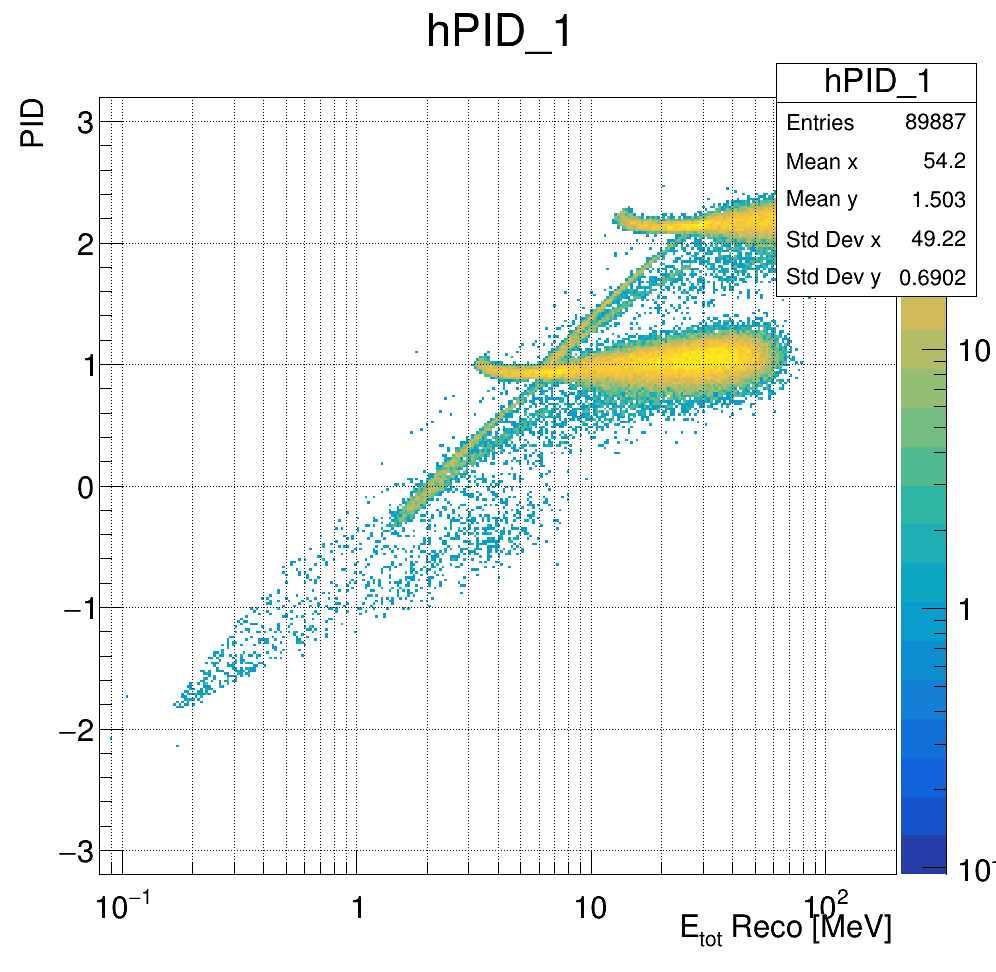 hPID_1
hPID_1
Entries 89887
Mean x 54.2
Mean y 1.503
Std Dev x 49.22
Std Dev y 0.6902
PID
3
2
1
0
−1
−2
−3
10⁻¹
1
10
10²
E_tot Reco [MeV]
10
1
10⁻